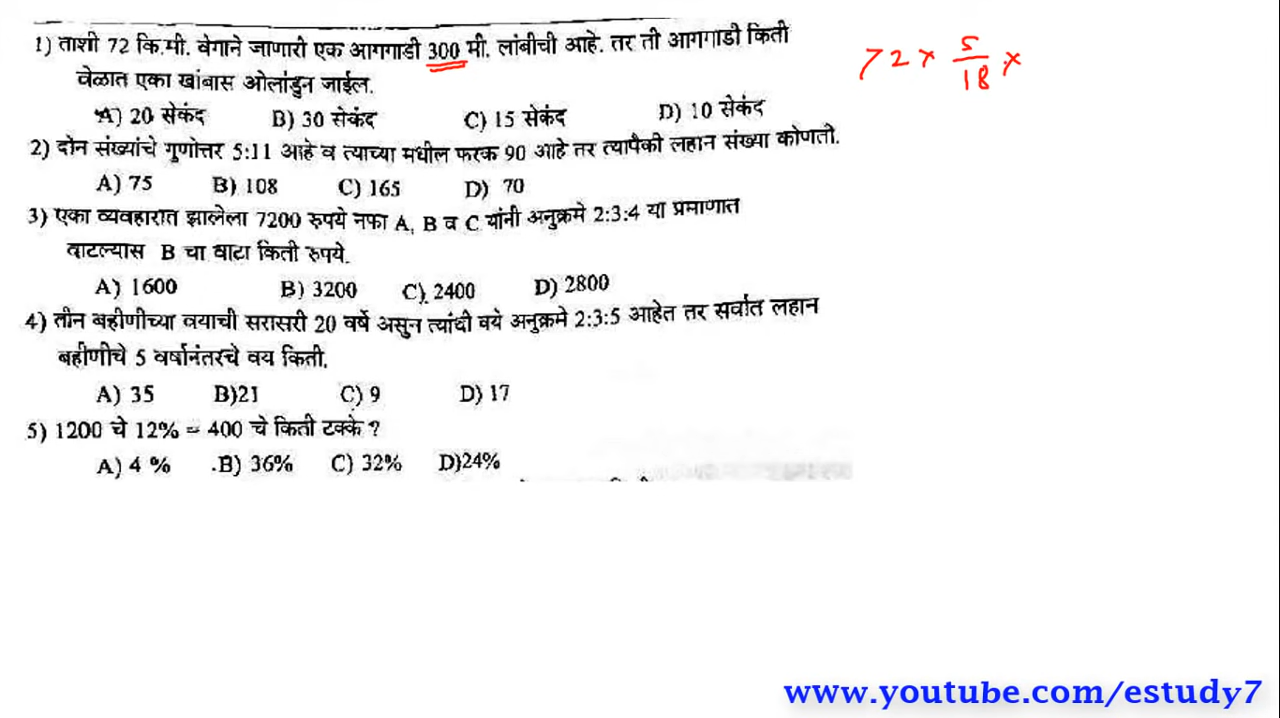 1) ताशी 72 कि.मी. वेगाने जाणारी एक आगगाडी 300 मी. लांबीची आहे. तर ती आगगाडी किती
72 × 5/18 ×
वेळात एका खांबास ओलांडुन जाईल.
A) 20 सेकंद B) 30 सेकंद C) 15 सेकंद D) 10 सेकंद
2) दोन संख्यांचे गुणोत्तर 5:11 आहे व त्याच्या मधील फरक 90 आहे तर त्यापैकी लहान संख्या कोणती.
A) 75 B) 108 C) 165 D) 70
3) एका व्यवहारात झालेला 7200 रुपये नफा A, B व C यांनी अनुक्रमे 2:3:4 या प्रमाणात
वाटल्यास B चा वाटा किती रुपये.
A) 1600 B) 3200 C) 2400 D) 2800
4) तीन बहीणीच्या वयाची सरासरी 20 वर्षे असुन त्यांची वये अनुक्रमे 2:3:5 आहेत तर सर्वात लहान
बहीणीचे 5 वर्षानंतरचे वय किती.
A) 35 B)21 C) 9 D) 17
5) 1200 चे 12% = 400 चे किती टक्के ?
A) 4 % B) 36% C) 32% D)24%
www.youtube.com/estudy7